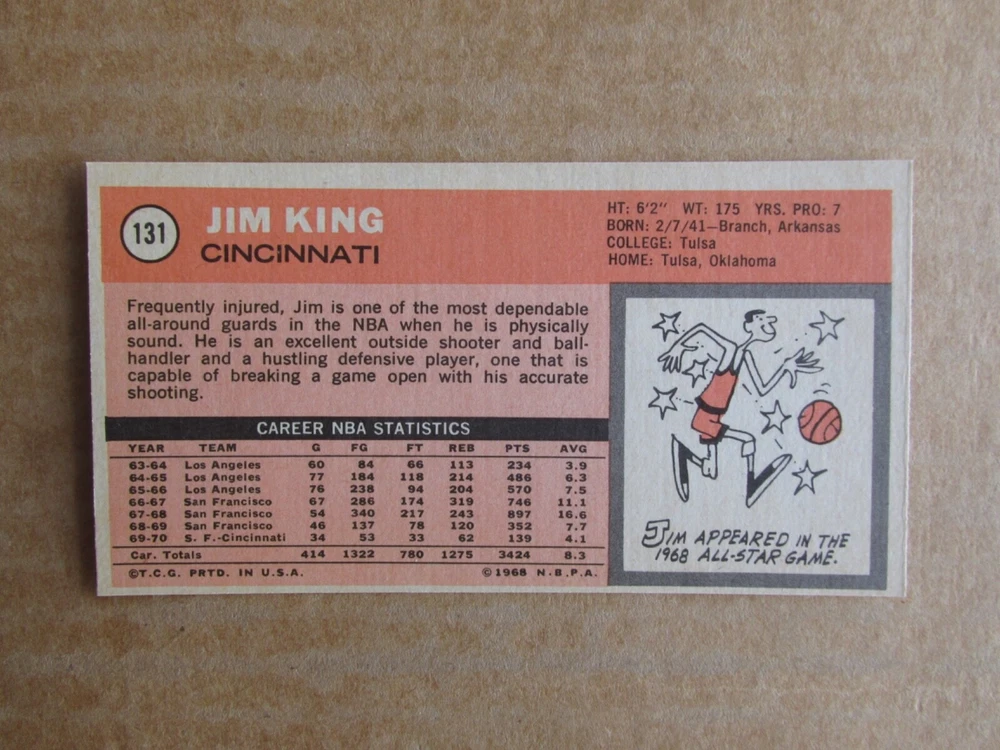 131
JIM KING
CINCINNATI
HT: 6'2" WT: 175 YRS. PRO: 7
BORN: 2/7/41—Branch, Arkansas
COLLEGE: Tulsa
HOME: Tulsa, Oklahoma
Frequently injured, Jim is one of the most dependable
all-around guards in the NBA when he is physically
sound. He is an excellent outside shooter and ball-
handler and a hustling defensive player, one that is
capable of breaking a game open with his accurate
shooting.
CAREER NBA STATISTICS
YEAR TEAM G FG FT REB PTS AVG
63-64 Los Angeles 60 84 66 113 234 3.9
64-65 Los Angeles 77 184 118 214 486 6.3
65-66 Los Angeles 76 238 94 204 570 7.5
66-67 San Francisco 67 286 174 319 746 11.1
67-68 San Francisco 54 340 217 243 897 16.6
68-69 San Francisco 46 137 78 120 352 7.7
69-70 S. F.-Cincinnati 34 53 33 62 139 4.1
Car. Totals 414 1322 780 1275 3424 8.3
©T.C.G. PRTD. IN U.S.A. ©1968 N.B.P.A.
JIM APPEARED IN THE
1968 ALL-STAR GAME.